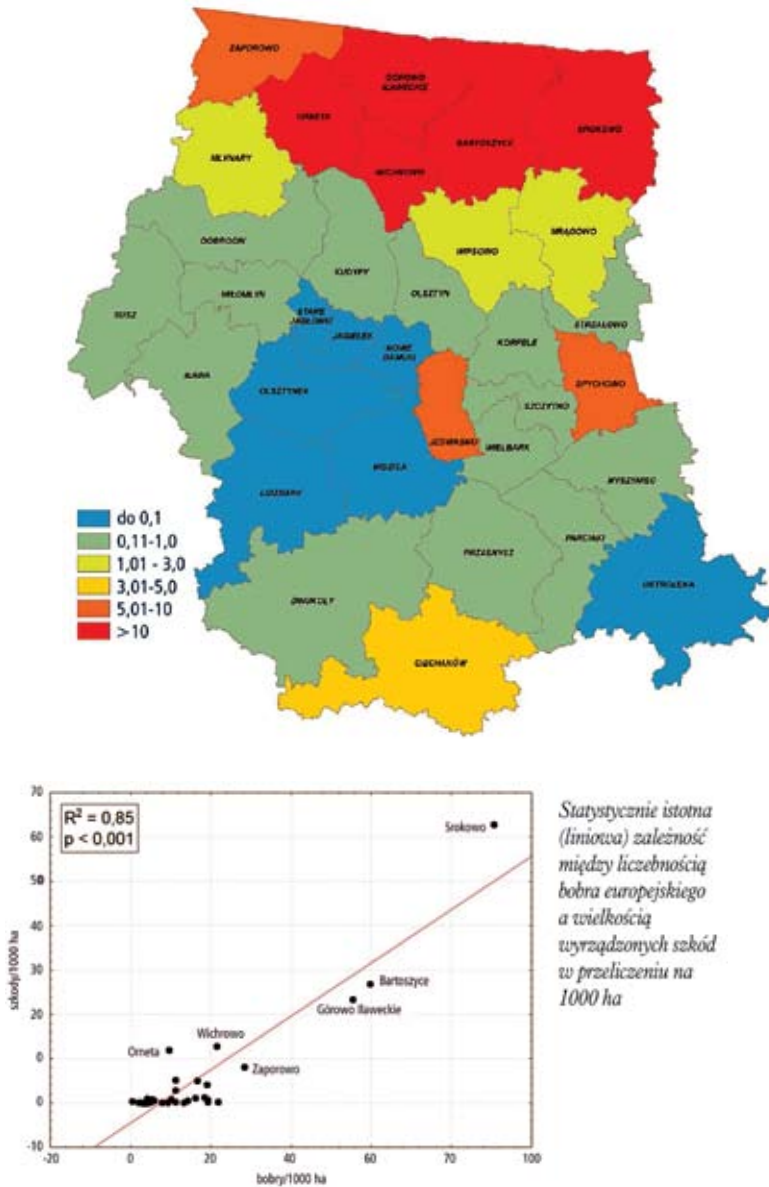 ZAPOROWO
GÓROWO
IŁAWECKIE
ORNETA
BARTOSZYCE
SROKOWO
WICHROWO
MŁYNARY
MRĄGOWO
DOBROCIN
WIPSOWO
KUDYPY
OLSZTYN
MIŁOMŁYN
STARE
JABŁONKI
SUSZ
STRZAŁOWO
JAGIEŁEK
KORPELE
NOWE
RAMUKI
IŁAWA
SPYCHOWO
OLSZTYNEK
SZCZYTNO
JEDWABNO
WIELBARK
NIDZICA
MYSZYNIEC
LIDZBARK
PARCIAKI
PRZASNYSZ
OSTROŁĘKA
DWUKOŁY
CIECHANÓW
do 0,1
0,11-1,0
1,01 - 3,0
3,01-5,0
5,01-10
>10
70
R² = 0,85
p < 0,001
Srokowo
60
50
40
30
Bartoszyce
Górowo Iławeckie
20
Wichrowo
Orneta
0
Zaporowo
0
-10
szkody/1000 ha
-20 0 20 40 60 80 100
bobry/1000 ha
Statystycznie istotna
(liniowa) zależność
między liczebnością
bobra europejskiego
a wielkością
wyrządzonych szkód
w przeliczeniu na
1000 ha